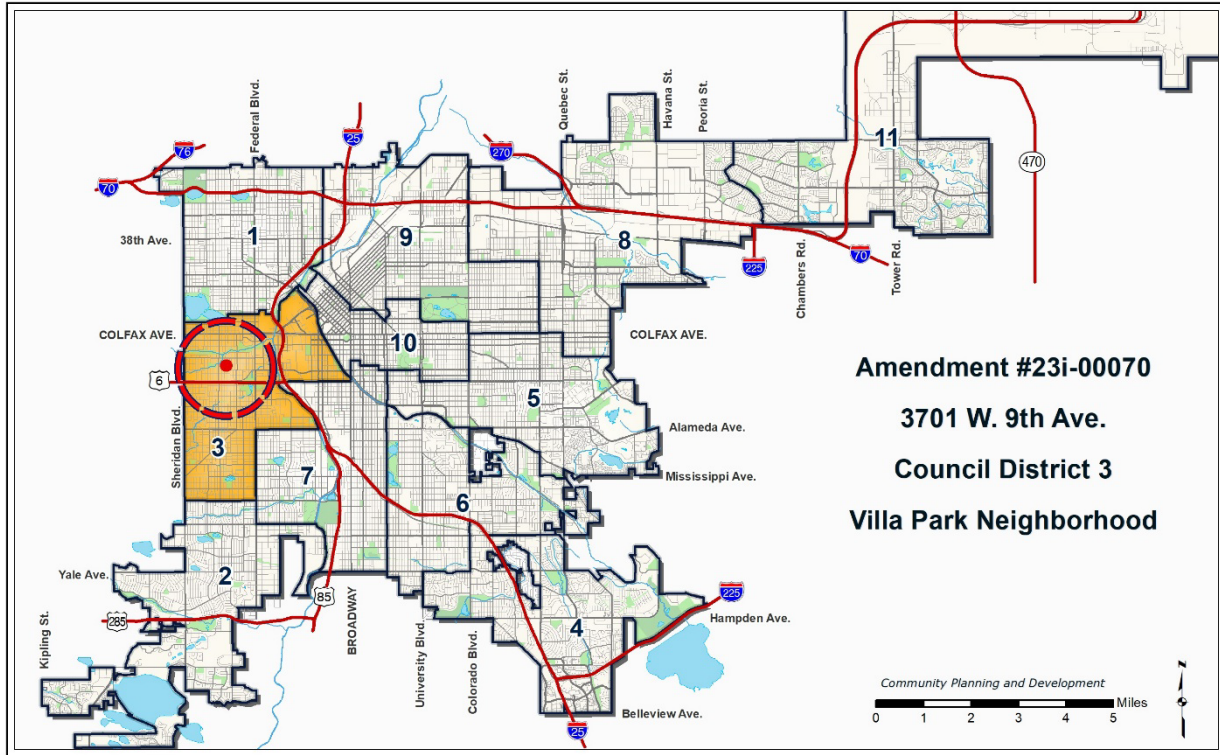 Federal Blvd.
25
Quebec St.
Havana St.
Peoria St.
76
270
70
11
470
38th Ave.
1
9
8
225
Chambers Rd.
70
Tower Rd.
COLFAX AVE.
COLFAX AVE.
10
6
5
Amendment #23i-00070
3701 W. 9th Ave.
Council District 3
Villa Park Neighborhood
Sheridan Blvd.
3
7
Alameda Ave.
Mississippi Ave.
6
Yale Ave.
2
85
285
Kipling St.
BROADWAY
University Blvd.
Colorado Blvd.
4
225
Hampden Ave.
Belleview Ave.
25
Community Planning and Development
0 1 2 3 4 5 Miles
N